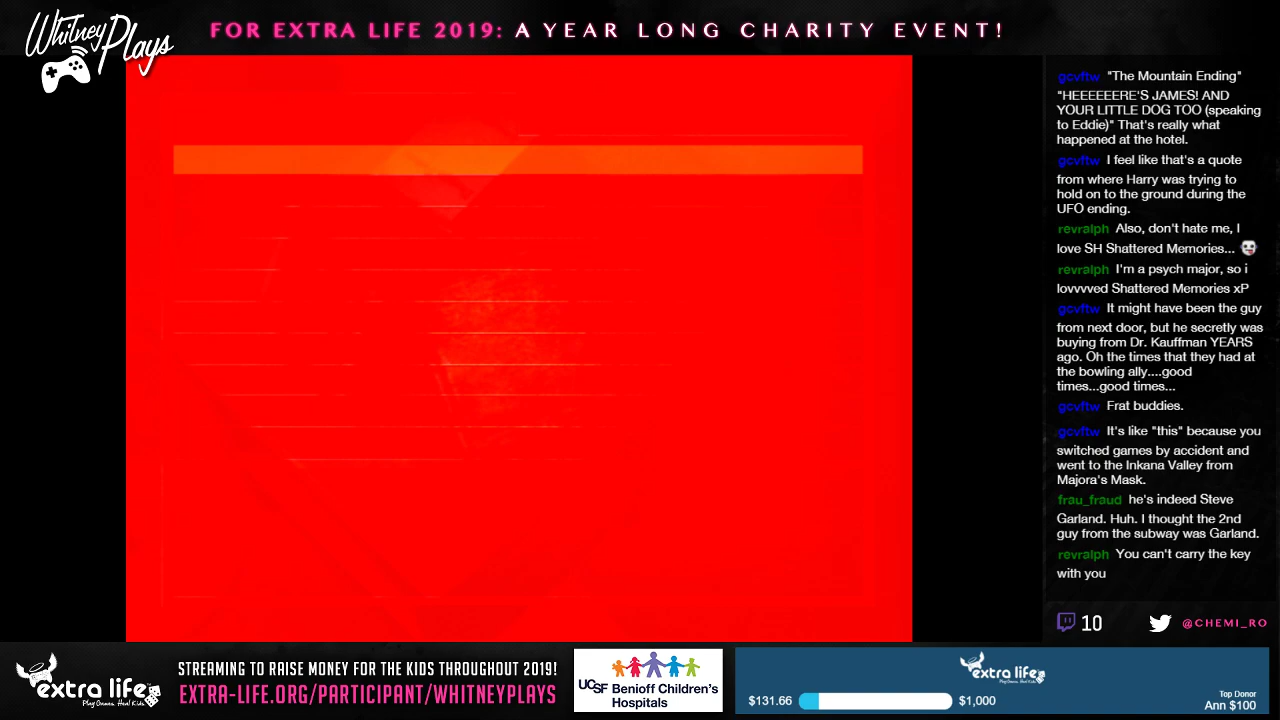 Whitney Plays
FOR EXTRA LIFE 2019: A YEAR LONG CHARITY EVENT!
gcvftw "The Mountain Ending"
"HEEEEEERE'S JAMES! AND
YOUR LITTLE DOG TOO (speaking
to Eddie)" That's really what
happened at the hotel.
gcvftw I feel like that's a quote
from where Harry was trying to
hold on to the ground during the
UFO ending.
revralph Also, don't hate me, I
love SH Shattered Memories...
revralph I'm a psych major, so i
lovvvved Shattered Memories xP
gcvftw It might have been the guy
from next door, but he secretly was
buying from Dr. Kauffman YEARS
ago. Oh the times that they had at
the bowling ally....good
times...good times...
gcvftw Frat buddies.
gcvftw It's like "this" because you
switched games by accident and
went to the Inkana Valley from
Majora's Mask.
frau_fraud he's indeed Steve
Garland. Huh. I thought the 2nd
guy from the subway was Garland.
revralph You can't carry the key
with you
10 @CHEMI_RO
extra life
Play Games. Heal Kids.
STREAMING TO RAISE MONEY FOR THE KIDS THROUGHOUT 2019!
EXTRA-LIFE.ORG/PARTICIPANT/WHITNEYPLAYS
UCSF Benioff Children's
Hospitals
extra life
Play Games. Heal Kids.
$131.66 $1,000
Top Donor
Ann $100